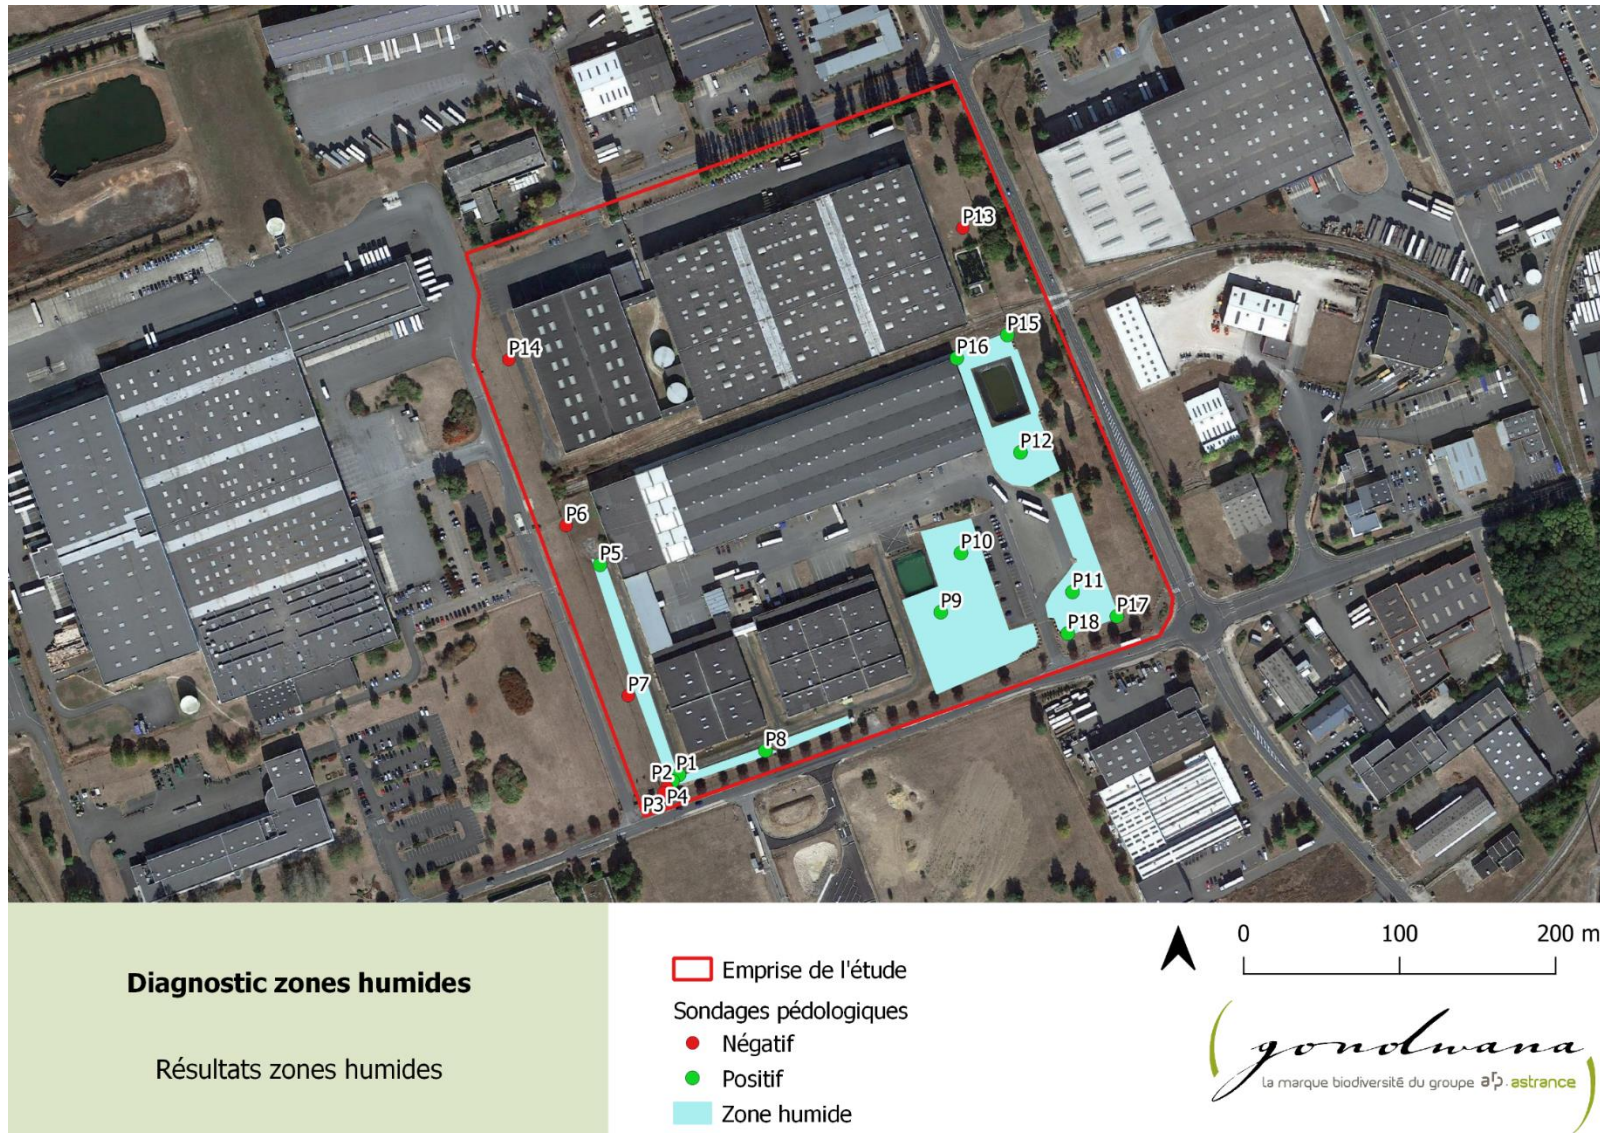 P13
P15
P16
P14
P12
P6
P5
P10
P11
P9
P17
P18
P7
P8
P1
P2
P4
P3
Diagnostic zones humides
Résultats zones humides
Emprise de l'étude
Sondages pédologiques
Négatif
Positif
Zone humide
0 100 200 m
gondwana
la marque biodiversité du groupe arp-astrance